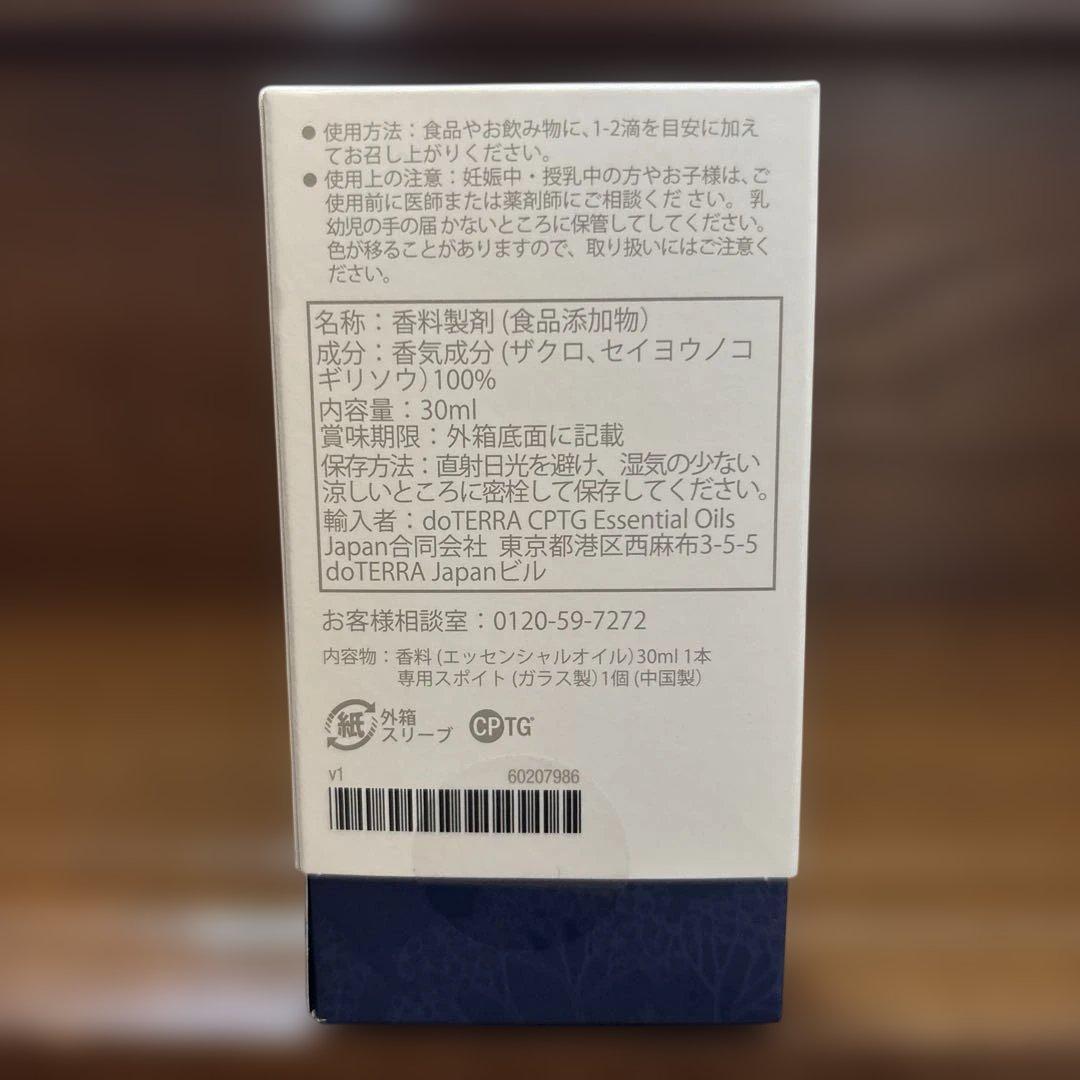 ● 使用方法：食品やお飲み物に、1-2滴を目安に加え
てお召し上がりください。
● 使用上の注意：妊娠中・授乳中の方やお子様は、ご
使用前に医師または薬剤師にご相談くだ さい。 乳
幼児の手の届 かないところに保管してしてください。
色が移ることがありますので、取り扱いにはご注意く
ださい。
名称：香料製剤 (食品添加物)
成分：香気成分 (ザクロ、セイヨウノコ
ギリソウ) 100%
内容量：30ml
賞味期限：外箱底面に記載
保存方法：直射日光を避け、湿気の少ない
涼しいところに密栓して保存してください。
輸入者：doTERRA CPTG Essential Oils
Japan合同会社 東京都港区西麻布3-5-5
doTERRA Japanビル
お客様相談室：0120-59-7272
内容物：香料 (エッセンシャルオイル) 30ml 1本
専用スポイト (ガラス製) 1個 (中国製)
紙 外箱
スリーブ
CPTG®
v1 60207986